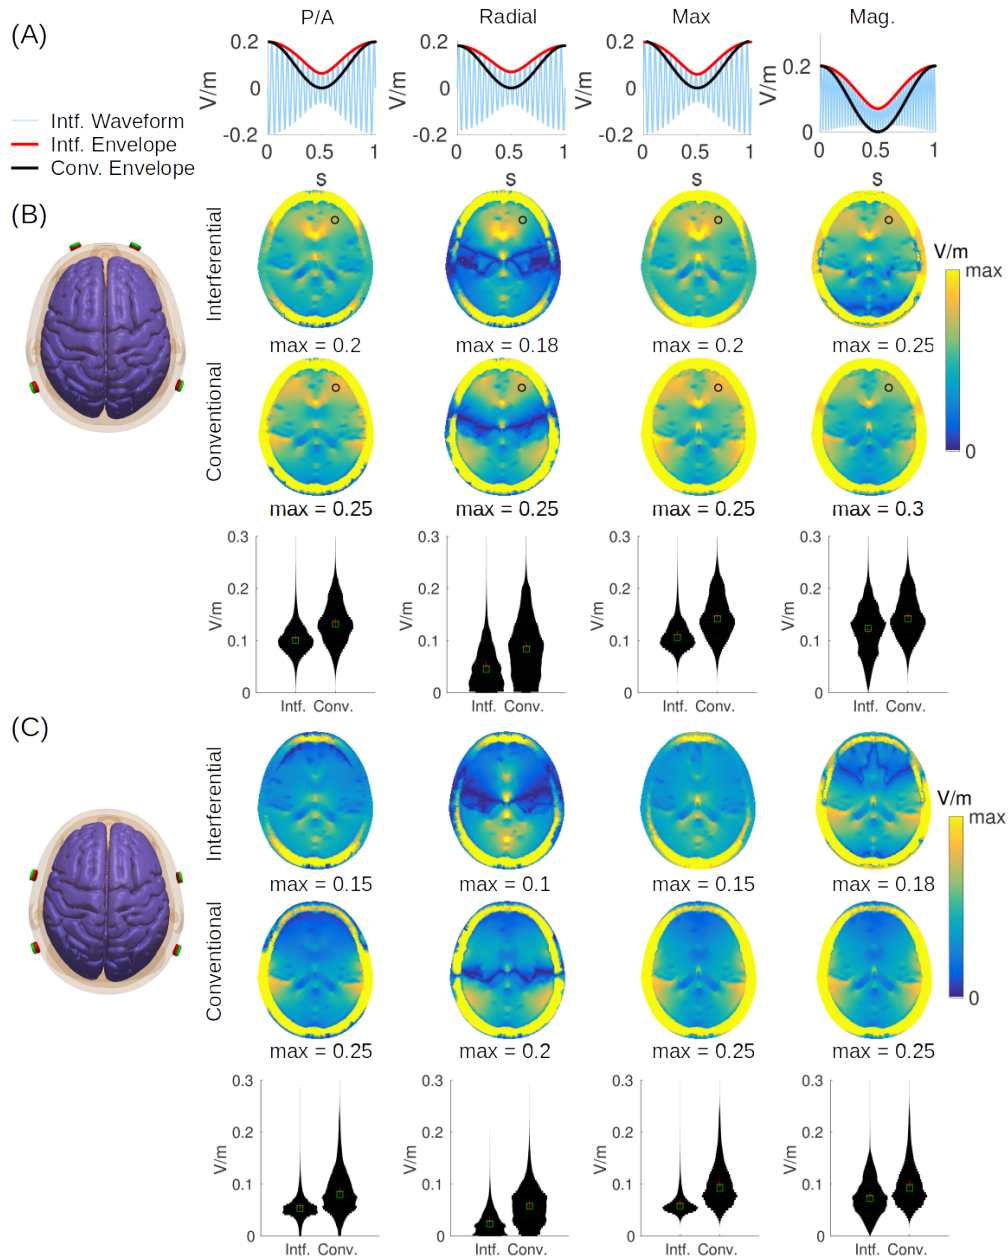 (A)
P/A Radial Max Mag.
0.2 0.2 0.2 0.2
V/m V/m V/m V/m
0 0 0 0
-0.2 -0.2 -0.2
0 0.5 1 0 0.5 1 0 0.5 1 0 0.5 1
S S
Intf. Waveform
Intf. Envelope
Conv. Envelope
(B)
Interferential
V/m
max
0
max = 0.2 max = 0.18 max = 0.2 max = 0.25
Conventional
max = 0.25 max = 0.25 max = 0.25 max = 0.3
0.3 0.3 0.3 0.3
0.2 0.2 0.2 0.2
V/m V/m V/m V/m
0.1 0.1 0.1 0.1
0 0 0 0
Intf. Conv. Intf. Conv. Intf. Conv. Intf. Conv.
(C)
Interferential
V/m
max
0
max = 0.15 max = 0.1 max = 0.15 max = 0.18
Conventional
max = 0.25 max = 0.2 max = 0.25 max = 0.25
0.3 0.3 0.3 0.3
0.2 0.2 0.2 0.2
V/m V/m V/m V/m
0.1 0.1 0.1 0.1
0 0 0 0
Intf. Conv. Intf. Conv. Intf. Conv. Intf. Conv.